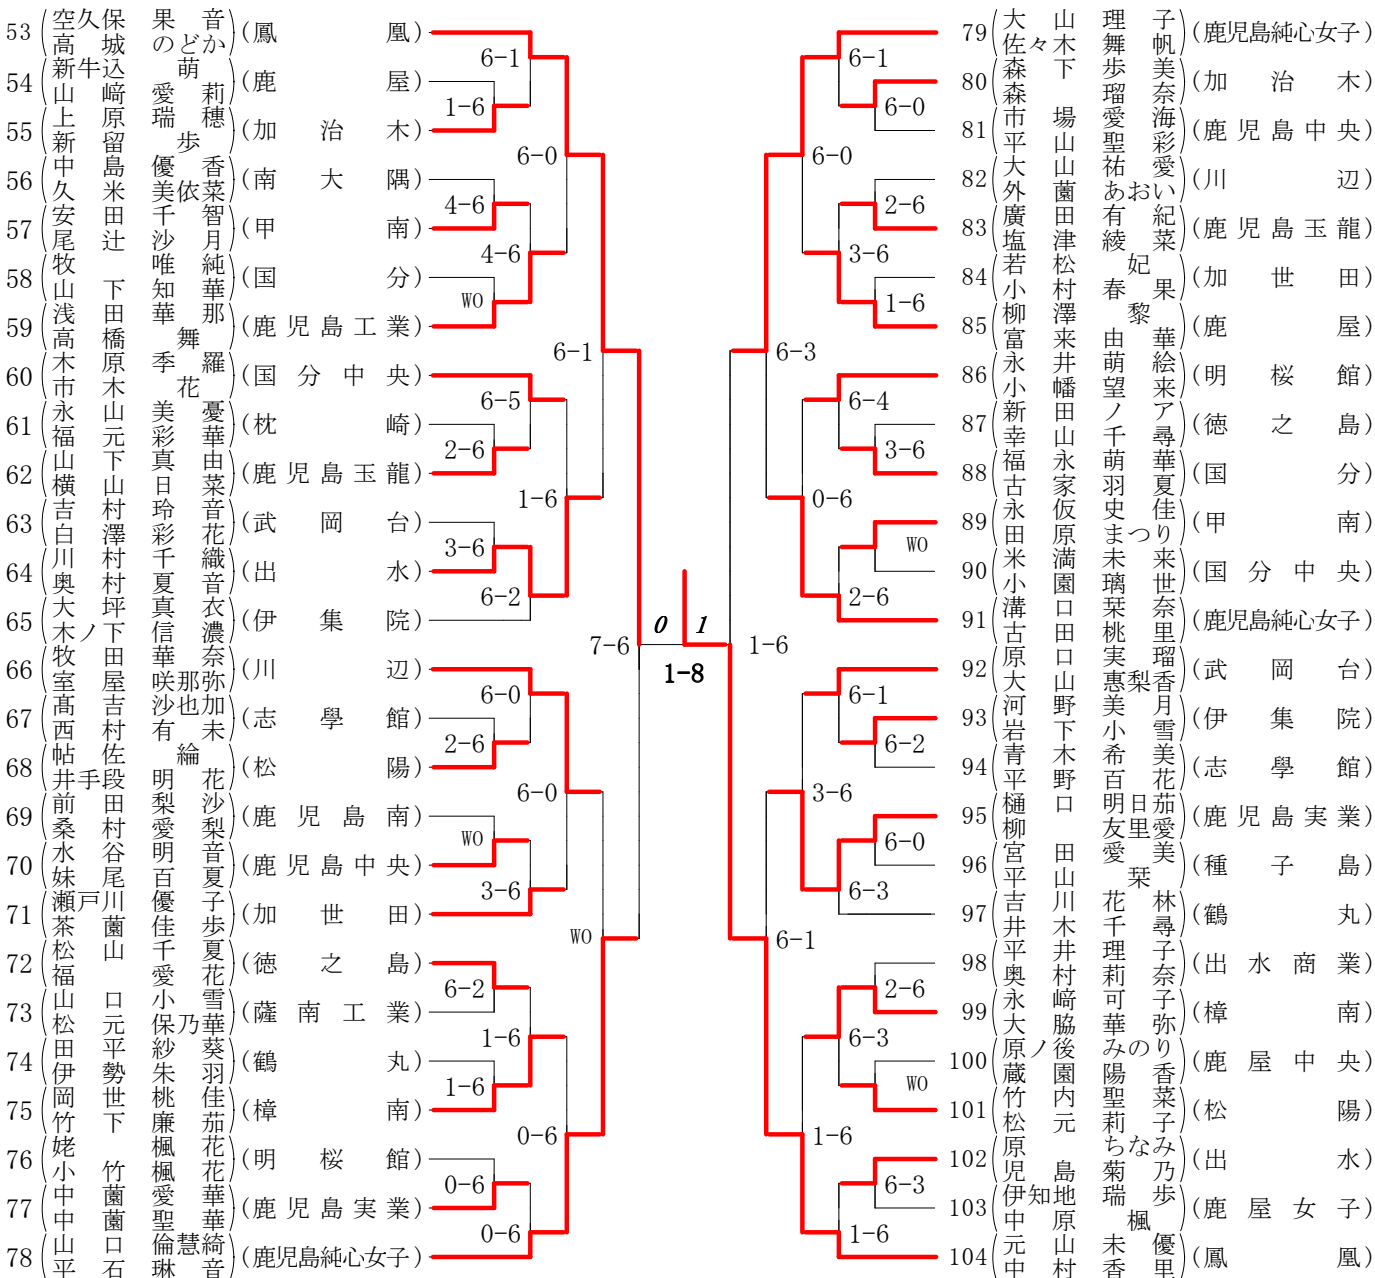 53 空久保 果音 高城 のどか (鳳凰)
54 新牛込 萌 山﨑 愛莉 (鹿屋)
55 上原 瑞穂 新留 歩 (加治木)
56 中島 優香 久米 美依菜 (南大隅)
57 安田 千智 尾辻 沙月 (甲南)
58 牧 唯純 山下 知華 (国分)
59 浅田 華那 高橋 舞 (鹿児島工業)
60 木原 季羅 市木 花 (国分中央)
61 永山 美憂 福元 彩華 (枕崎)
62 山下 真由 横山 日菜 (鹿児島玉龍)
63 吉村 玲音 白澤 彩花 (武岡台)
64 川村 千織 奥村 夏音 (出水)
65 大坪 真衣 木ノ下 信濃 (伊集院)
66 牧田 華奈 室屋 咲那弥 (川辺)
67 髙吉 沙也加 西村 有未 (志學館)
68 帖佐 綸 井手段 明花 (松陽)
69 前田 梨沙 桑村 愛梨 (鹿児島南)
70 水谷 明音 妹尾 百夏 (鹿児島中央)
71 瀬戸川 優子 茶薗 佳歩 (加世田)
72 松山 千夏 福 愛花 (徳之島)
73 山口 小雪 松元 保乃華 (薩南工業)
74 田平 紗葵 伊勢 朱羽 (鶴丸)
75 岡世 桃佳 竹下 廉茄 (樟南)
76 姥 楓花 小竹 楓花 (明桜館)
77 中薗 愛華 中薗 聖華 (鹿児島実業)
78 山口 倫慧綺 平石 琳音 (鹿児島純心女子)
6-1
1-6
6-0
4-6
4-6
WO
6-1
6-5
2-6
1-6
3-6
6-2
7-6
6-0
2-6
6-0
WO
3-6
WO
6-2
1-6
1-6
0-6
0-6
0-6
0 1
1-8
79 大山 理子 佐々木 舞帆 (鹿児島純心女子)
80 森下 歩美 森 瑠奈 (加治木)
81 市場 愛海 平山 聖彩 (鹿児島中央)
82 大山 祐愛 外薗 あおい (川辺)
83 廣田 有紀 塩津 綾菜 (鹿児島玉龍)
84 若松 妃 小村 春果 (加世田)
85 柳澤 黎 富来 由華 (鹿屋)
86 永井 萌絵 小幡 望来 (明桜館)
87 新田 ノア 幸山 千尋 (徳之島)
88 福永 萌華 古家 羽夏 (国分)
89 永仮 史佳 田原 まつり (甲南)
90 米満 未来 小園 璃世 (国分中央)
91 溝口 栞奈 古田 桃里 (鹿児島純心女子)
92 原口 実瑠 大山 恵梨香 (武岡台)
93 河野 美月 岩下 小雪 (伊集院)
94 青木 希美 平野 百花 (志學館)
95 樋口 明日茄 柳 友里愛 (鹿児島実業)
96 宮田 愛美 平山 栞 (種子島)
97 吉川 花林 井木 千尋 (鶴丸)
98 平井 理子 奥村 莉奈 (出水商業)
99 永﨑 可子 大脇 華弥 (樟南)
100 原ノ後 みのり 蔵園 陽香 (鹿屋中央)
101 竹内 聖菜 松元 莉子 (松陽)
102 原 ちなみ 児島 菊乃 (出水)
103 伊知地 瑞歩 中原 楓 (鹿屋女子)
104 元山 未優 中村 香里 (鳳凰)
6-1
6-0
6-0
2-6
3-6
1-6
6-3
6-4
3-6
0-6
WO
2-6
1-6
6-1
6-2
3-6
6-0
6-3
6-1
2-6
6-3
WO
1-6
6-3
1-6